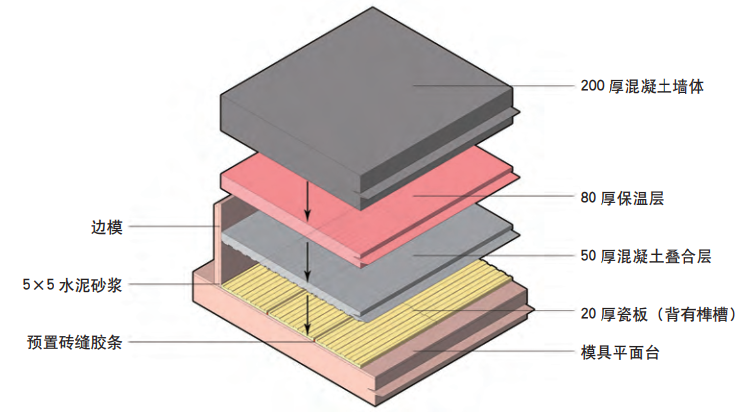 200 厚混凝土墙体
80 厚保温层
边模
50 厚混凝土叠合层
5×5 水泥砂浆
20 厚瓷板（背有榫槽）
预置砖缝胶条
模具平面台